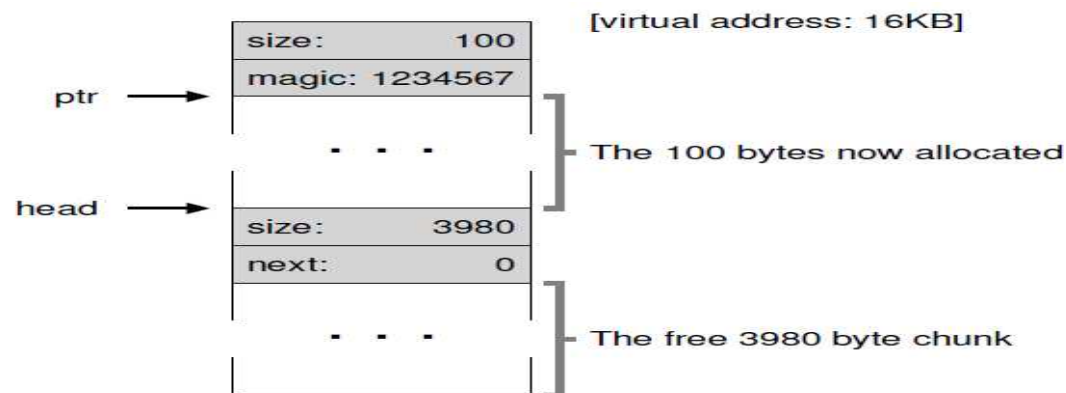 [virtual address: 16KB]
size: 100
magic: 1234567
ptr
. . .
The 100 bytes now allocated
head
size: 3980
next: 0
. . .
The free 3980 byte chunk